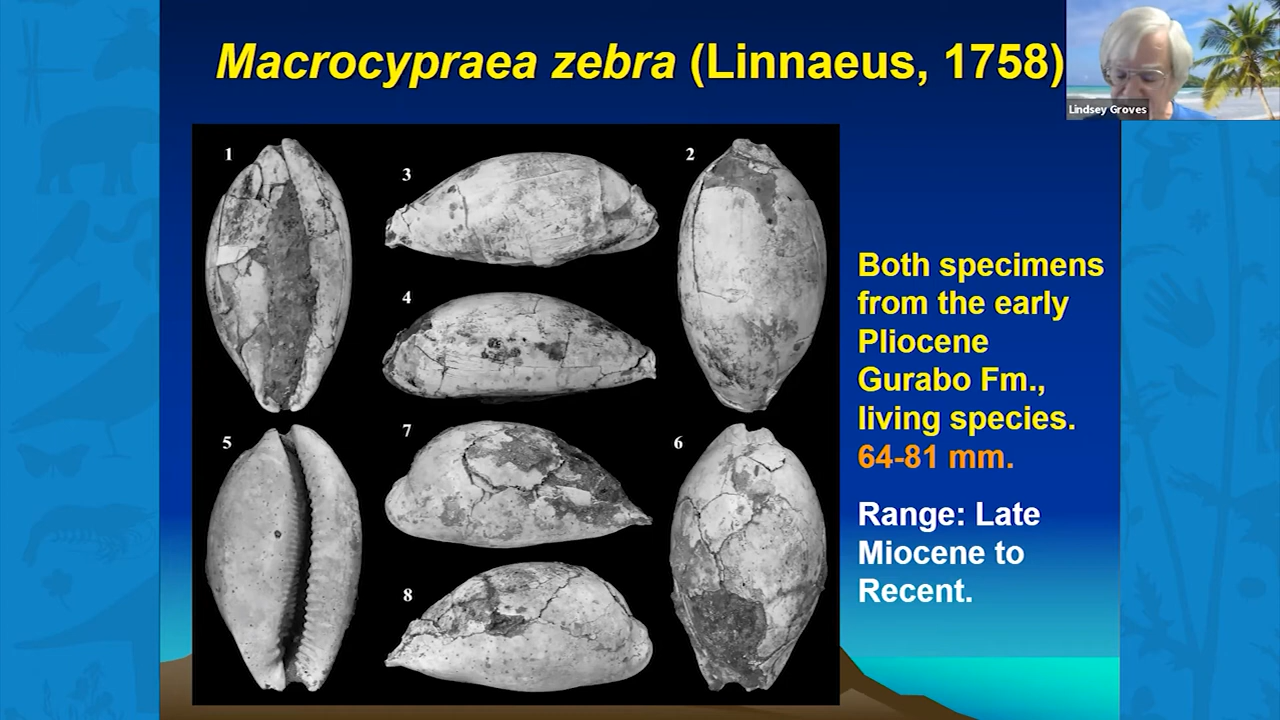 Macrocypraea zebra (Linnaeus, 1758)
Lindsey Groves
1
3
2
4
5
7
6
8
Both specimens
from the early
Pliocene
Gurabo Fm.,
living species.
64-81 mm.
Range: Late
Miocene to
Recent.